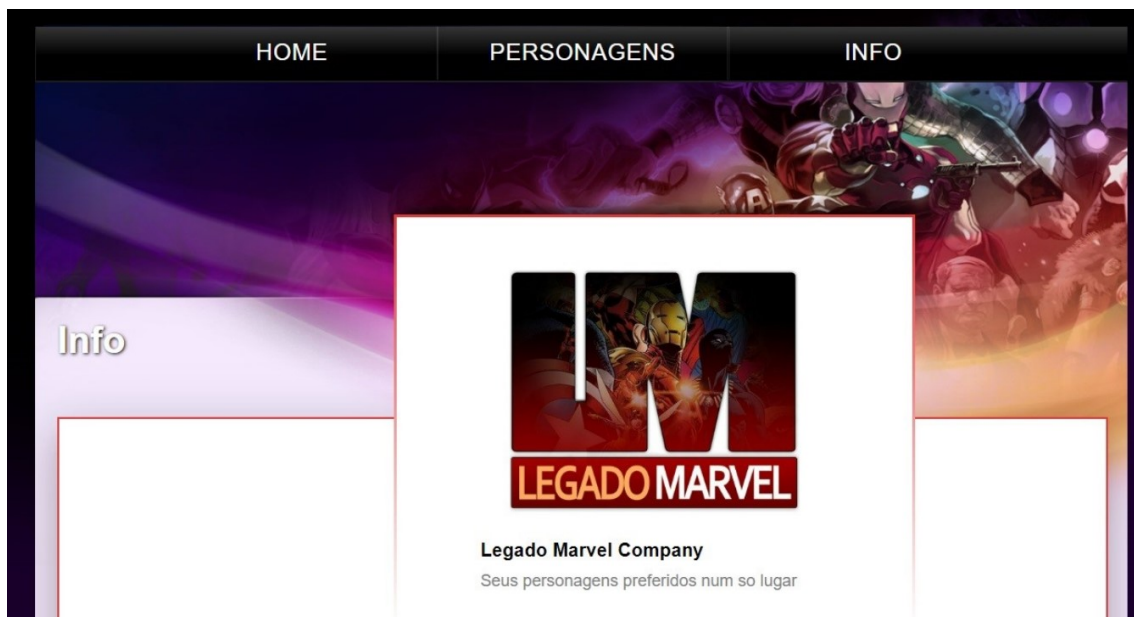 HOME PERSONAGENS INFO
Info
LM
LEGADO MARVEL
Legado Marvel Company
Seus personagens preferidos num so lugar